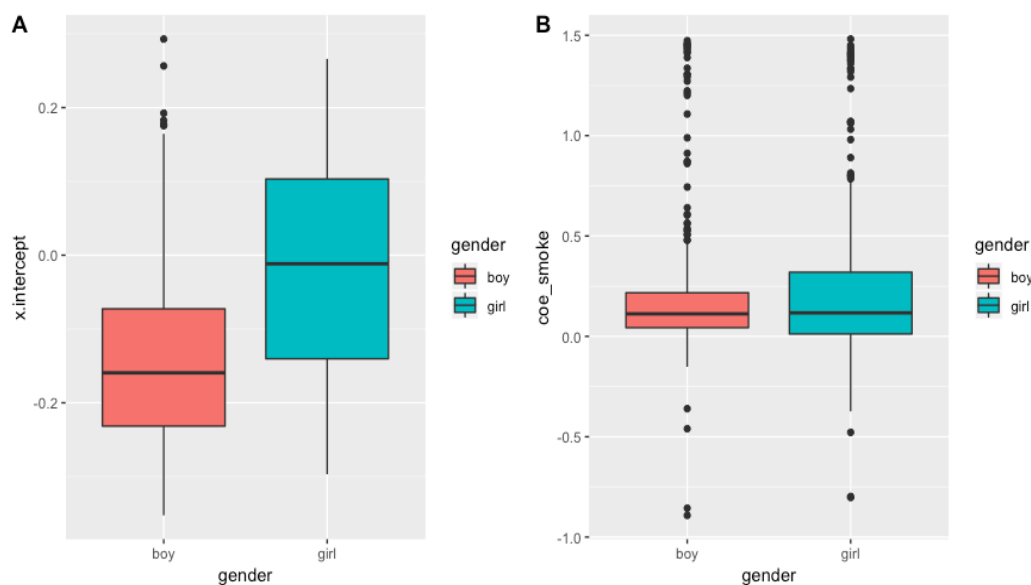 A
x.intercept
0.2
0.0
-0.2
boy
girl
gender
gender
boy
girl
B
coe_smoke
1.5
1.0
0.5
0.0
-0.5
-1.0
boy
girl
gender
gender
boy
girl